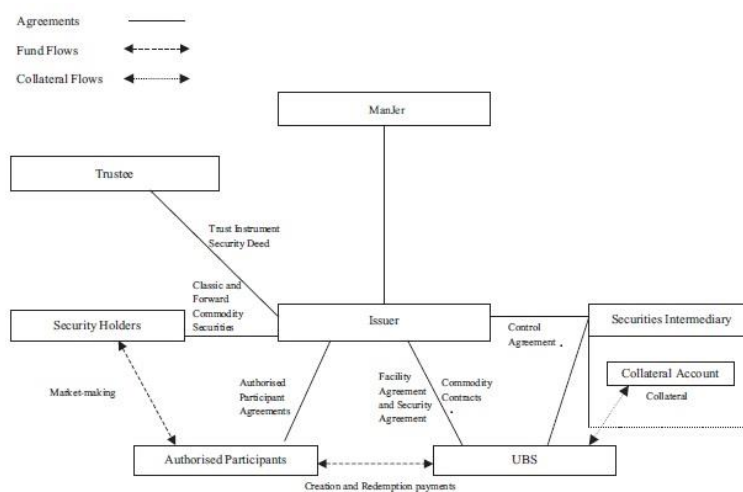 Agreements
Fund Flows
Collateral Flows
ManJer
Trustee
Trust Instrument
Security Deed
Classic and
Forward
Commodity
Securities
Security Holders
Issuer
Securities Intermediary
Control
Agreement .
Collateral Account
Collateral
Market-making
Authorised
Participant
Agreements
Facility
Agreement
and Security
Agreement
Commodity
Contracts
.
Authorised Participants
UBS
Creation and Redemption payments